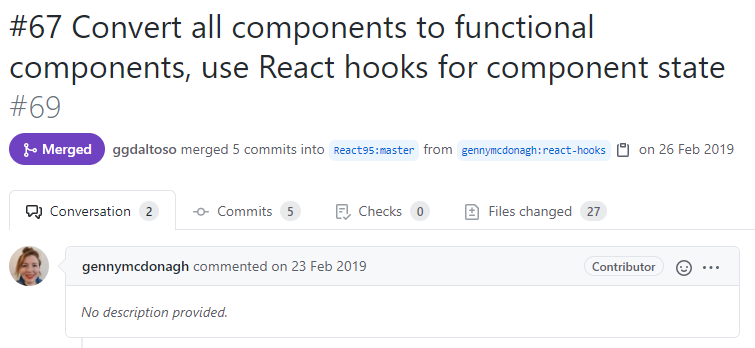 #67 Convert all components to functional
components, use React hooks for component state
#69
Merged ggdaltoso merged 5 commits into React95:master from gennymcdonagh:react-hooks on 26 Feb 2019
Conversation 2 Commits 5 Checks 0 Files changed 27
gennymcdonagh commented on 23 Feb 2019 Contributor
No description provided.